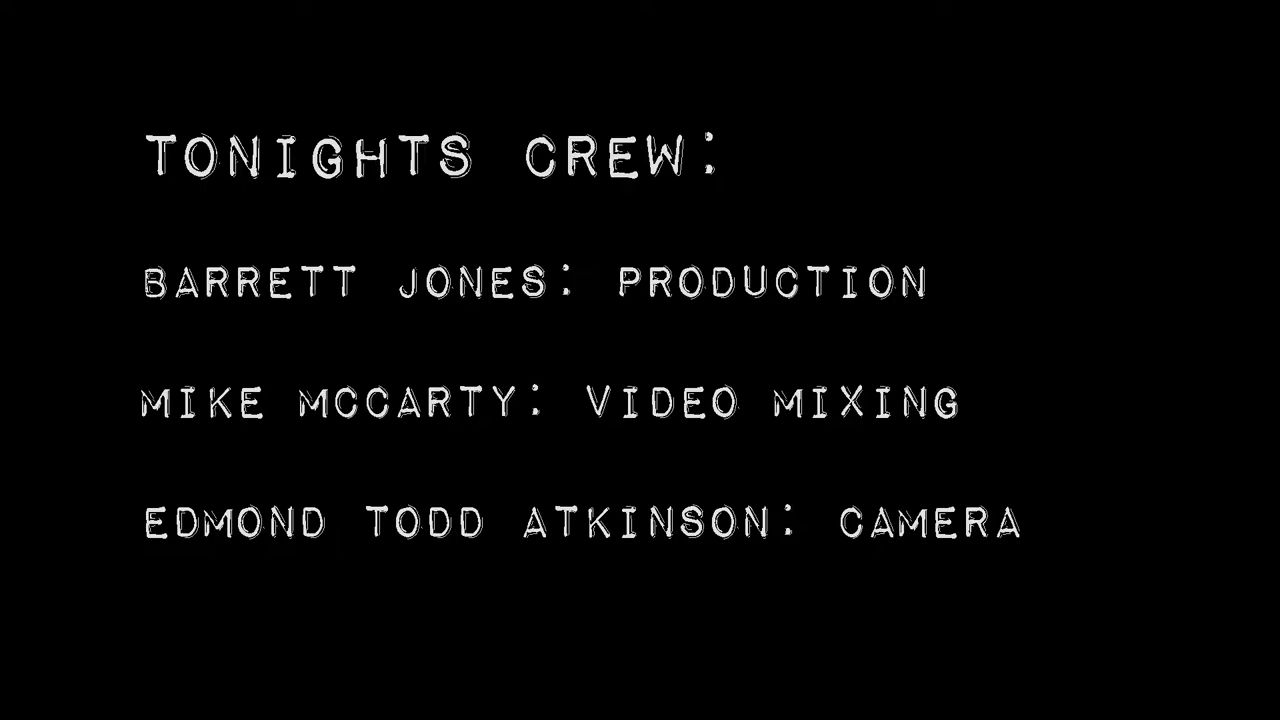 TONIGHTS CREW:
BARRETT JONES: PRODUCTION
MIKE MCCARTY: VIDEO MIXING
EDMOND TODD ATKINSON: CAMERA